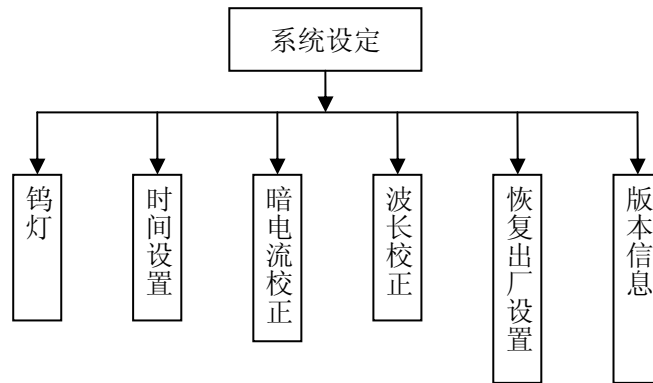 系统设定
钨灯
时间设置
暗电流校正
波长校正
恢复出厂设置
版本信息